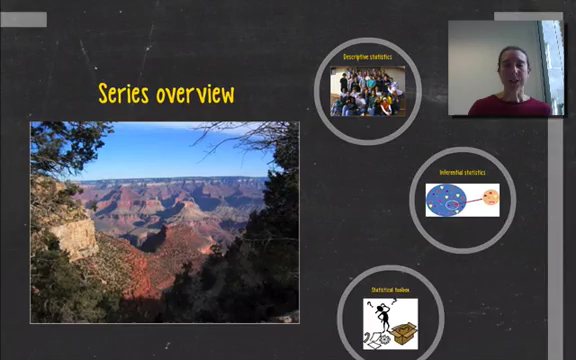 Series overview
Descriptive statistics
Inferential statistics
Statistical toolbox